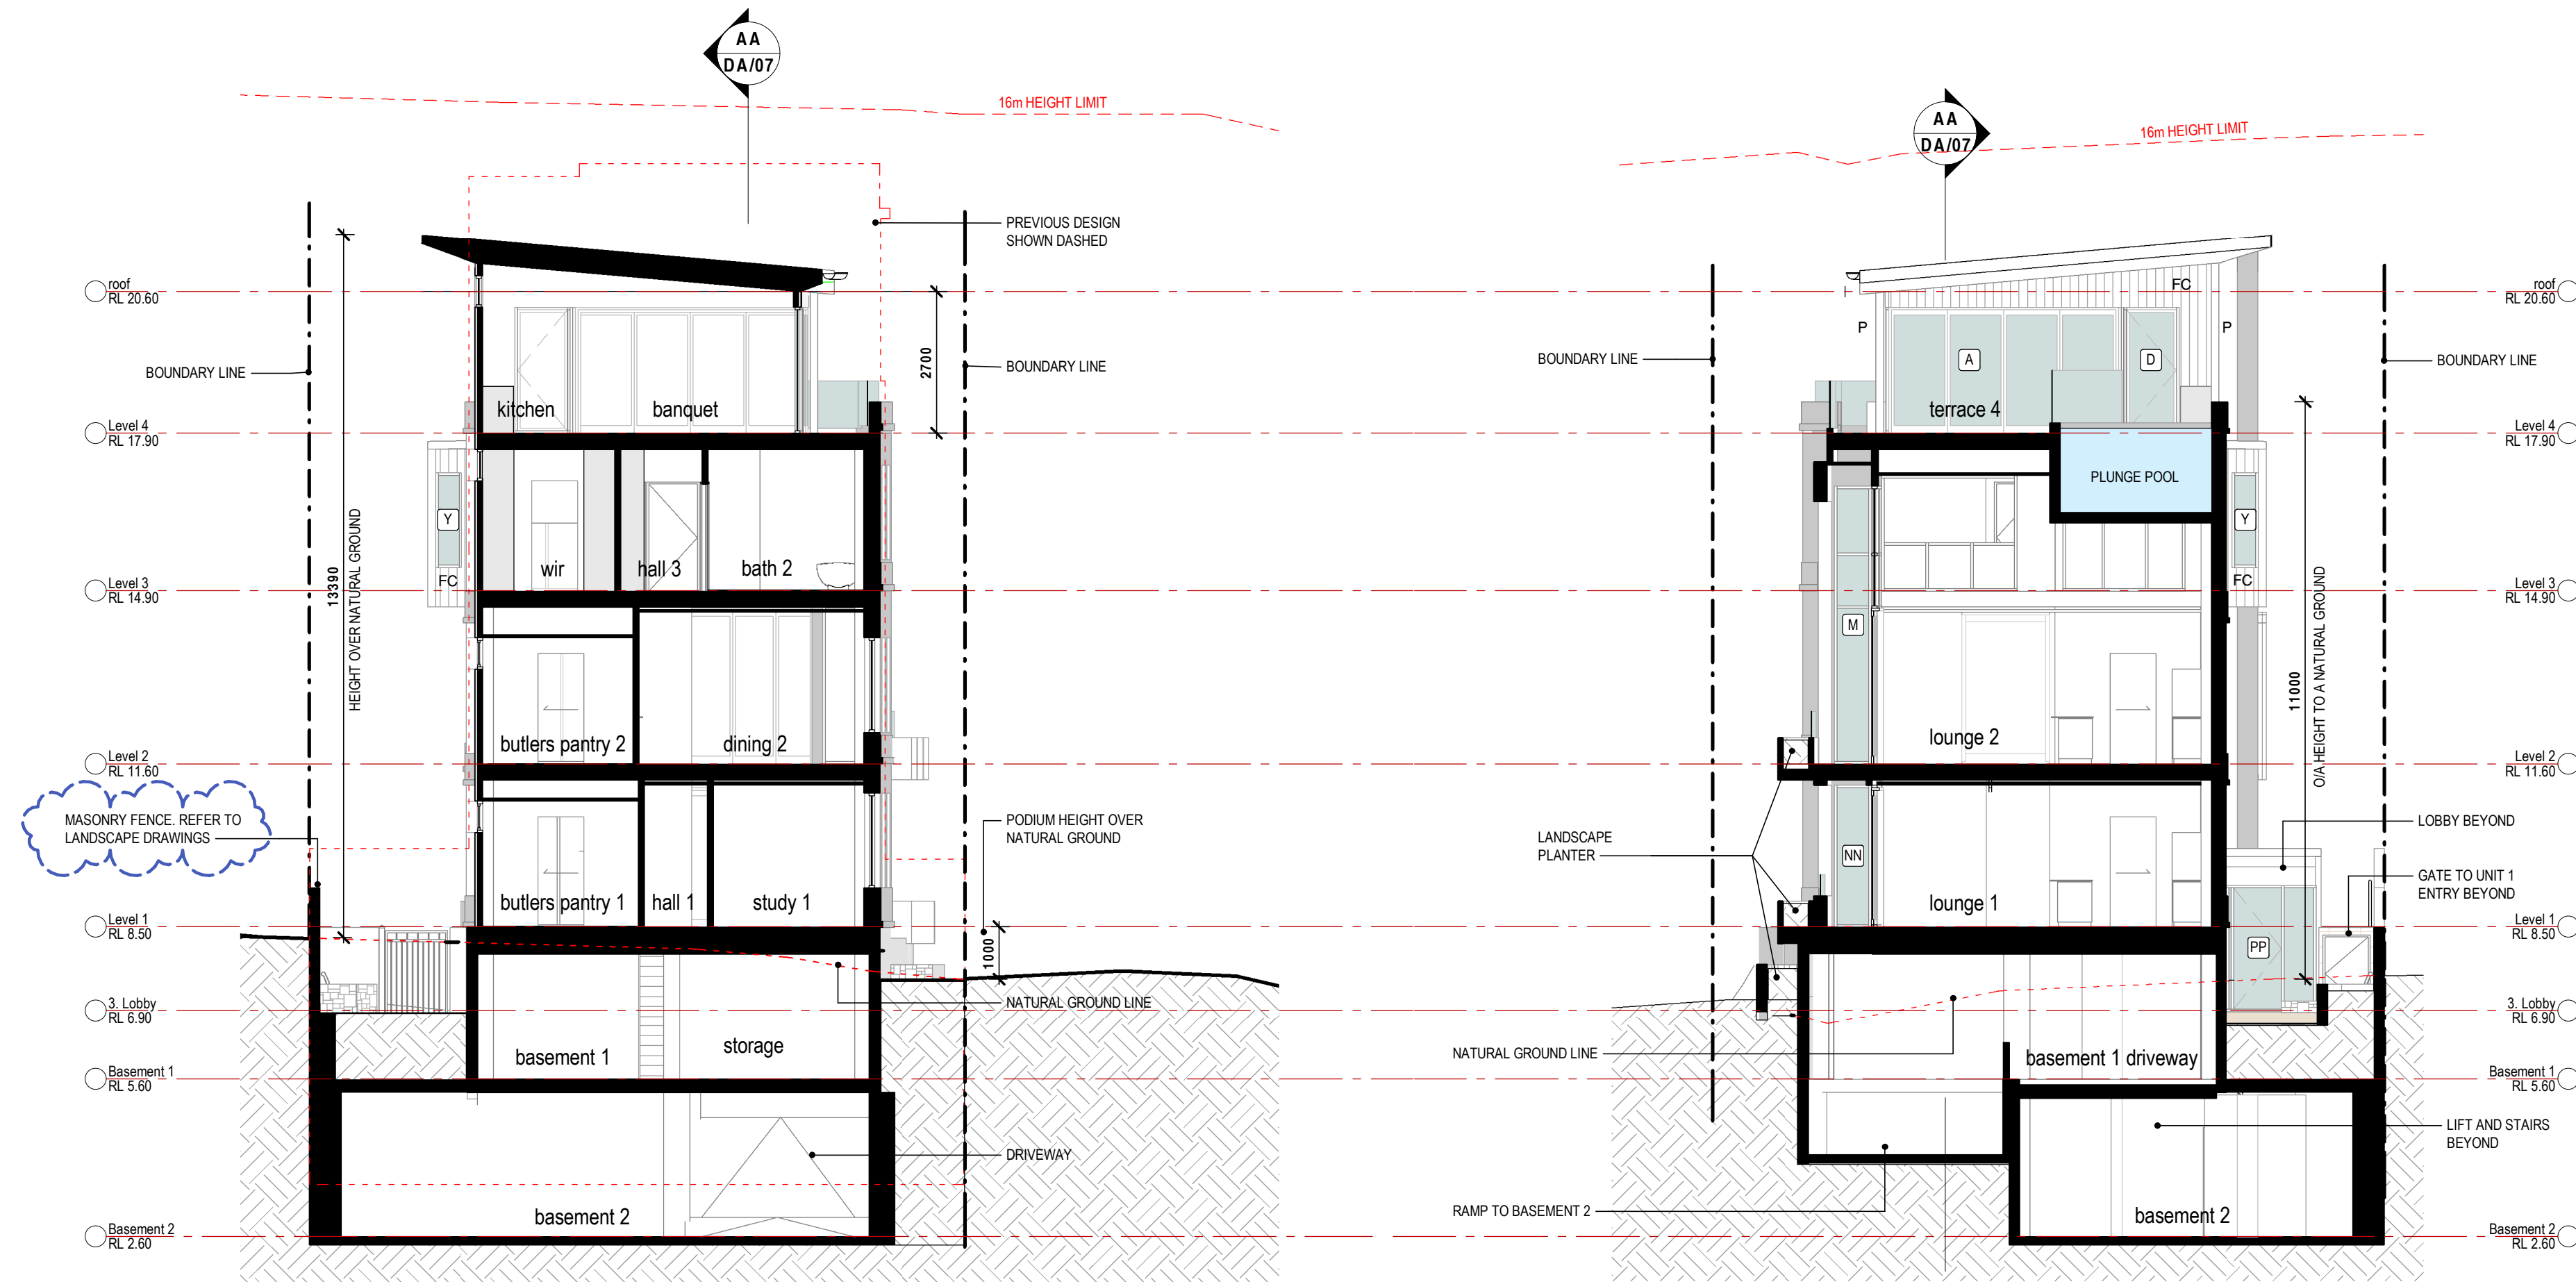 AA
DA/07
16m HEIGHT LIMIT
PREVIOUS DESIGN
SHOWN DASHED
roof
RL 20.60
2700
BOUNDARY LINE
BOUNDARY LINE
kitchen
banquet
Level 4
RL 17.90
Y
FC
wir
hall 3
bath 2
13390
HEIGHT OVER NATURAL GROUND
Level 3
RL 14.90
butlers pantry 2
dining 2
Level 2
RL 11.60
MASONRY FENCE. REFER TO
LANDSCAPE DRAWINGS
PODIUM HEIGHT OVER
NATURAL GROUND
butlers pantry 1
hall 1
study 1
Level 1
RL 8.50
1000
NATURAL GROUND LINE
3. Lobby
RL 6.90
basement 1
storage
Basement 1
RL 5.60
DRIVEWAY
basement 2
Basement 2
RL 2.60
AA
DA/07
16m HEIGHT LIMIT
FC
roof
RL 20.60
P
P
BOUNDARY LINE
A
D
BOUNDARY LINE
terrace 4
Level 4
RL 17.90
PLUNGE POOL
Y
FC
Level 3
RL 14.90
M
11000
O/A.HEIGHT TO A NATURAL GROUND
lounge 2
Level 2
RL 11.60
LANDSCAPE
PLANTER
NN
LOBBY BEYOND
GATE TO UNIT 1
ENTRY BEYOND
lounge 1
Level 1
RL 8.50
PP
3. Lobby
RL 6.90
NATURAL GROUND LINE
basement 1 driveway
Basement 1
RL 5.60
LIFT AND STAIRS
BEYOND
RAMP TO BASEMENT 2
basement 2
Basement 2
RL 2.60